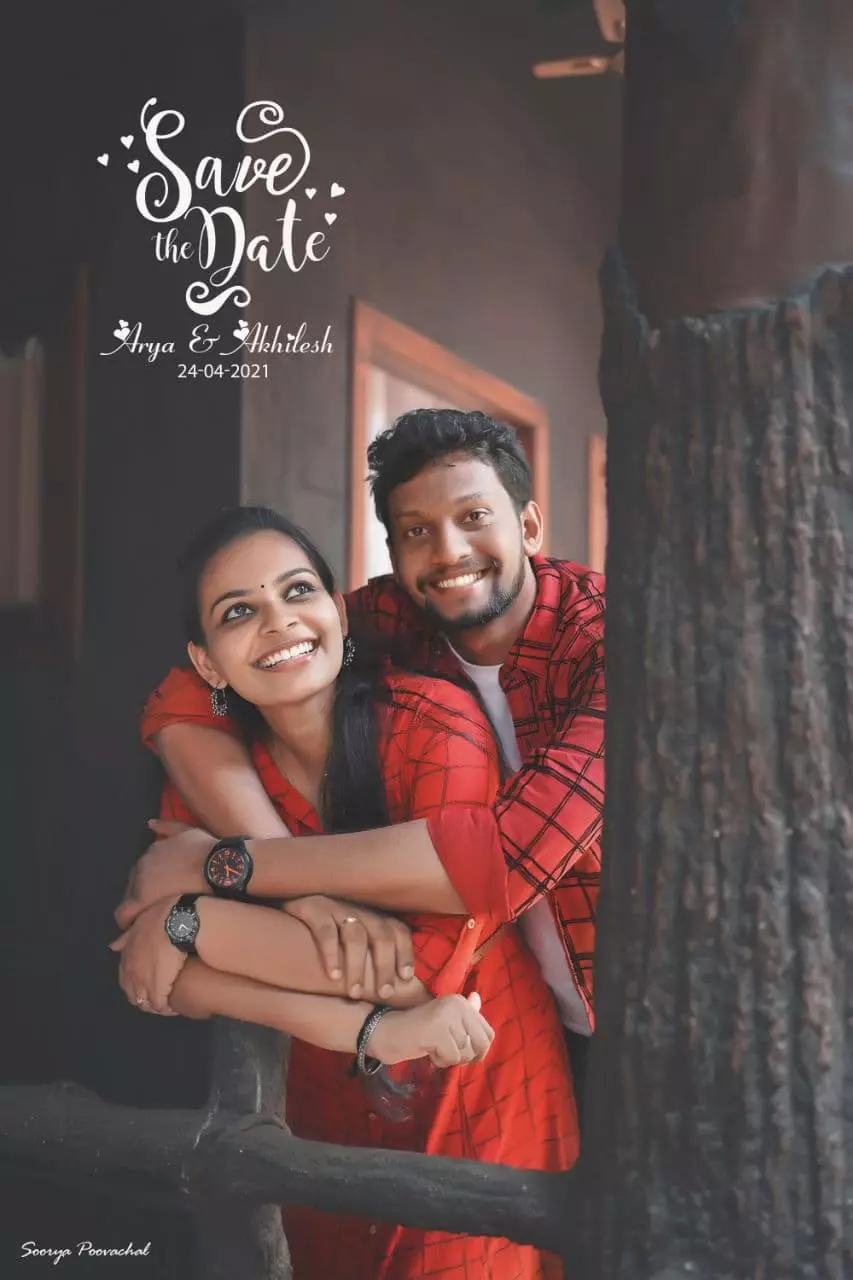 Save
the Date
Arya & Akhilesh
24-04-2021
Soorya Poovachal